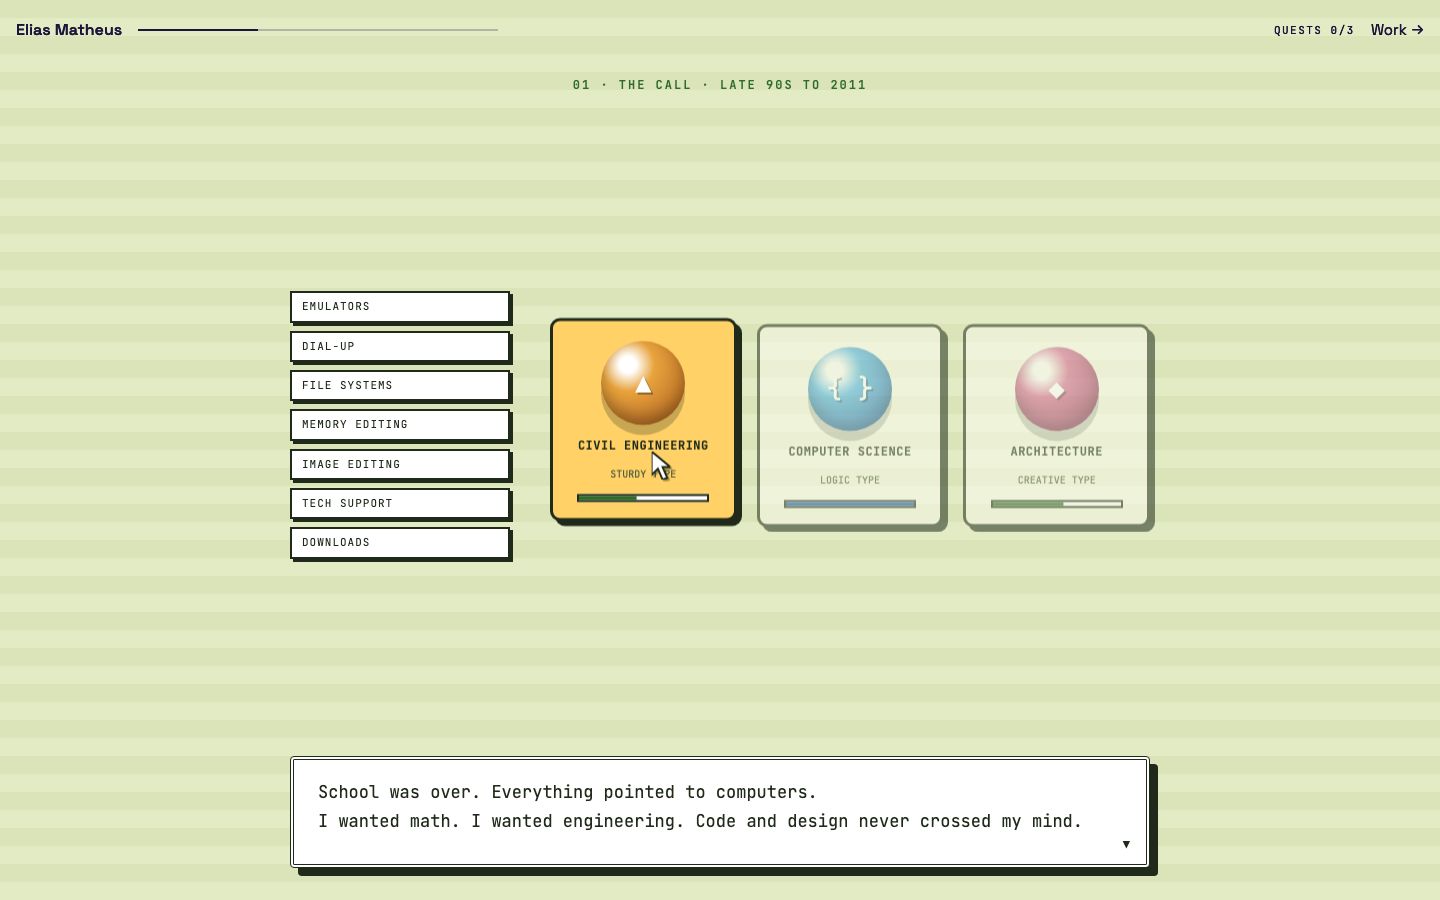 Elias Matheus
QUESTS 0/3
Work →
01 · THE CALL · LATE 90S TO 2011
EMULATORS
DIAL-UP
FILE SYSTEMS
MEMORY EDITING
IMAGE EDITING
TECH SUPPORT
DOWNLOADS
▲
CIVIL ENGINEERING
STURDY
{ }
COMPUTER SCIENCE
LOGIC TYPE
◆
ARCHITECTURE
CREATIVE TYPE
School was over. Everything pointed to computers.
I wanted math. I wanted engineering. Code and design never crossed my mind.
▼